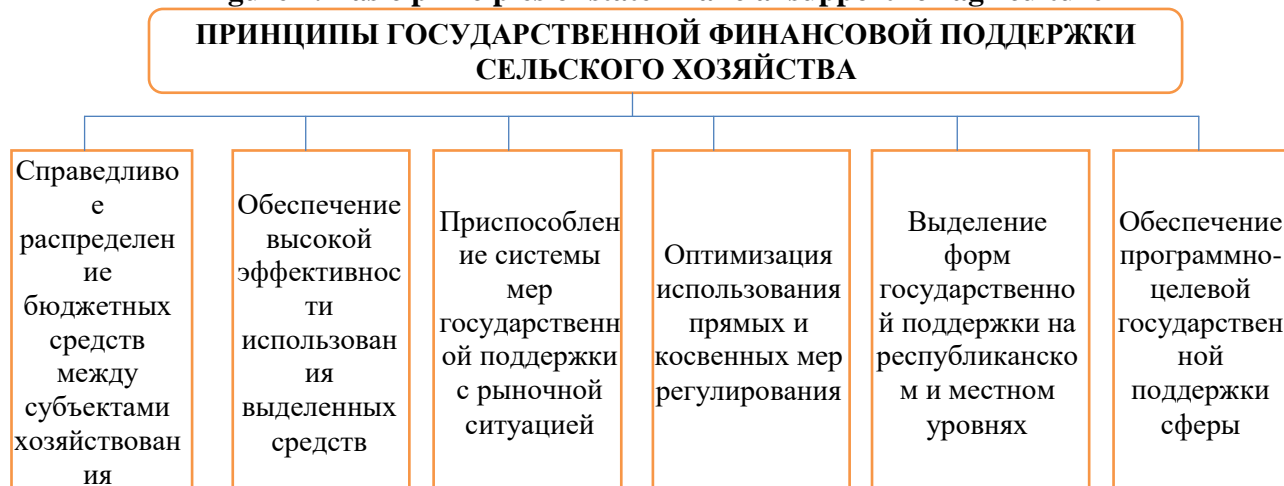 ПРИНЦИПЫ ГОСУДАРСТВЕННОЙ ФИНАНСОВОЙ ПОДДЕРЖКИ
СЕЛЬСКОГО ХОЗЯЙСТВА
Справедливо
е
распределен
ие
бюджетных
средств
между
субъектами
хозяйствован
ия
Обеспечение
высокой
эффективнос
ти
использован
ия
выделенных
средств
Приспособлен
ие системы
мер
государственн
ой поддержки
с рыночной
ситуацией
Оптимизация
использования
прямых и
косвенных мер
регулирования
Выделение
форм
государственно
й поддержки на
республиканско
м и местном
уровнях
Обеспечение
программно-
целевой
государствен
ной
поддержки
сферы